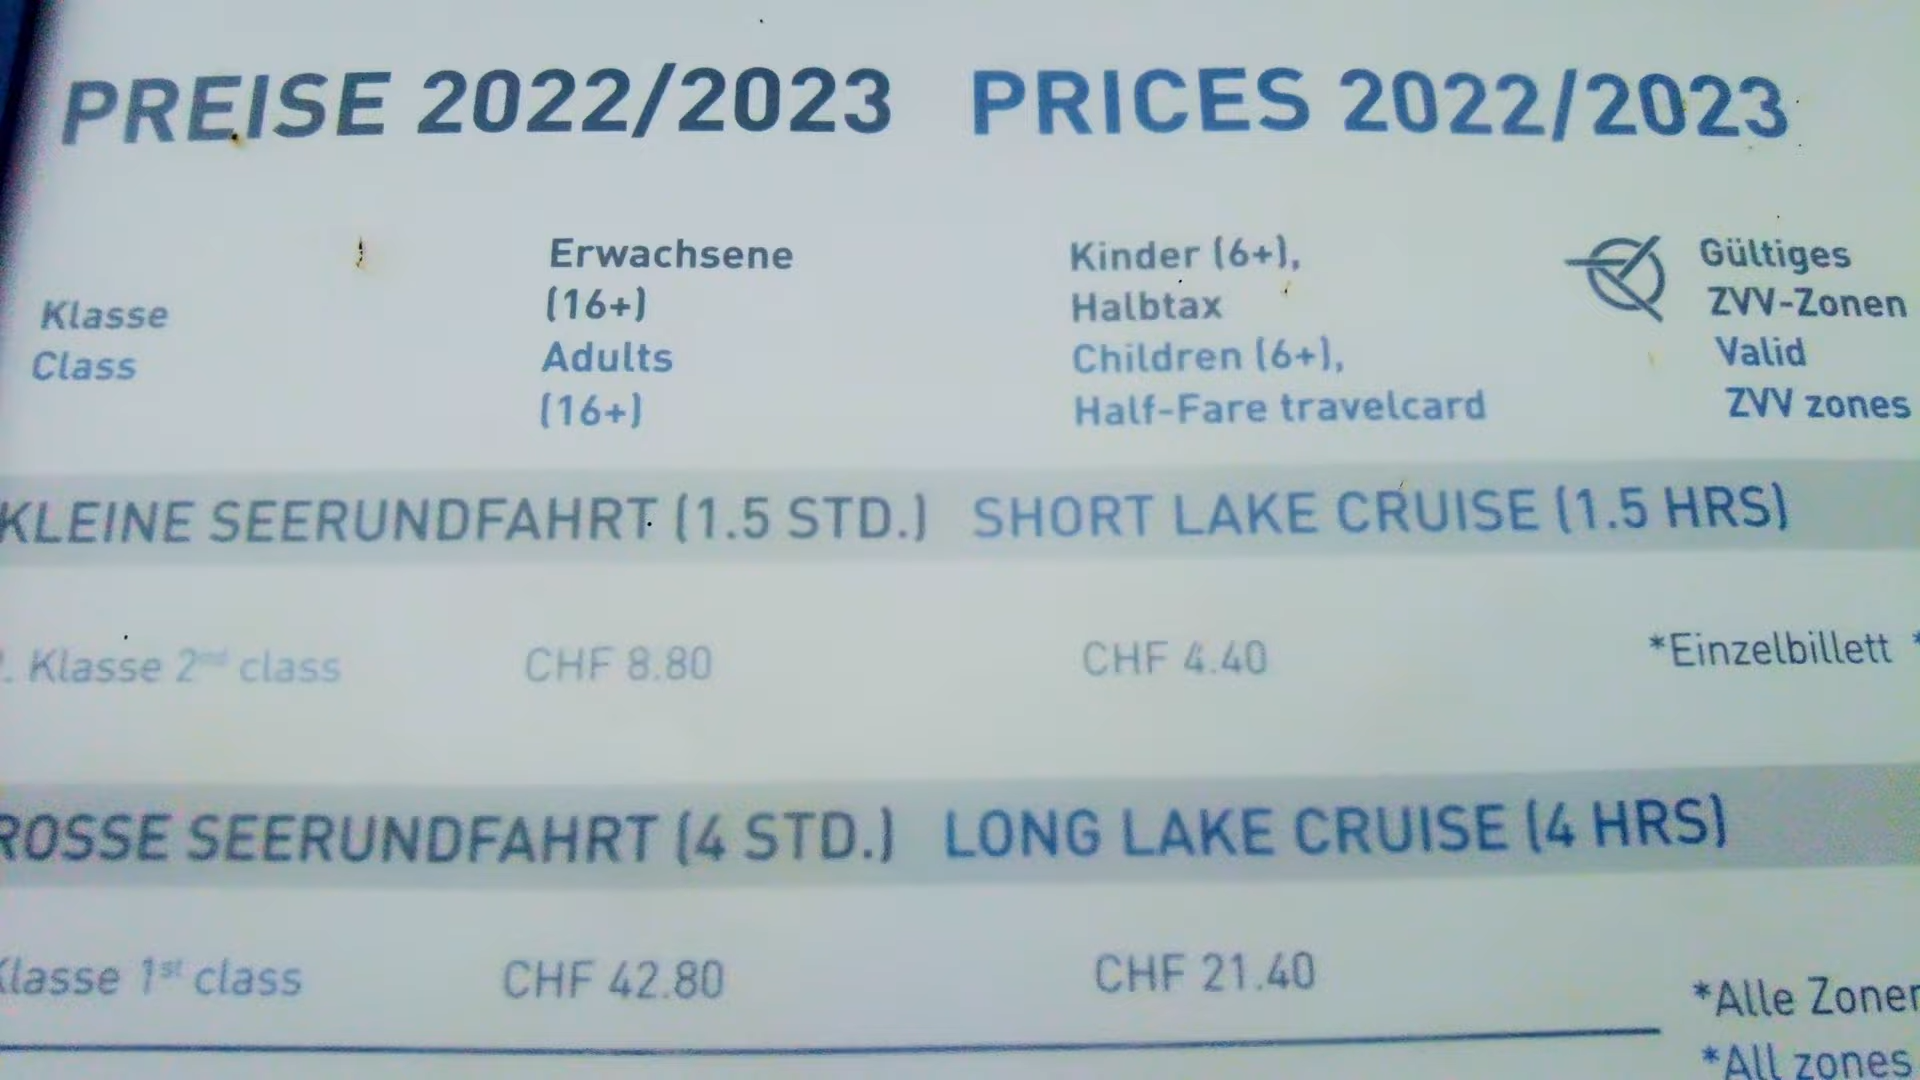 PREISE 2022/2023 PRICES 2022/2023
Klasse
Class
Erwachsene
(16+)
Adults
(16+)
Kinder (6+),
Halbtax
Children (6+),
Half-Fare travelcard
Gültiges
ZVV-Zonen
Valid
ZVV zones
KLEINE SEERUNDFAHRT (1.5 STD.) SHORT LAKE CRUISE (1.5 HRS)
. Klasse 2nd class CHF 8.80 CHF 4.40 *Einzelbillett *
ROSSE SEERUNDFAHRT (4 STD.) LONG LAKE CRUISE (4 HRS)
Klasse 1st class CHF 42.80 CHF 21.40
*Alle Zonen
*All zones